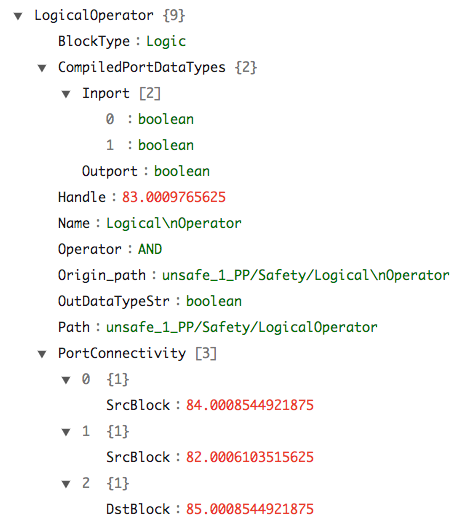 ▼ LogicalOperator {9}
BlockType : Logic
▼ CompiledPortDataTypes {2}
▼ Inport [2]
0 : boolean
1 : boolean
Outport : boolean
Handle : 83.0009765625
Name : Logical\nOperator
Operator : AND
Origin_path : unsafe_1_PP/Safety/Logical\nOperator
OutDataTypeStr : boolean
Path : unsafe_1_PP/Safety/LogicalOperator
▼ PortConnectivity [3]
▼ 0 {1}
SrcBlock : 84.0008544921875
▼ 1 {1}
SrcBlock : 82.0006103515625
▼ 2 {1}
DstBlock : 85.0008544921875